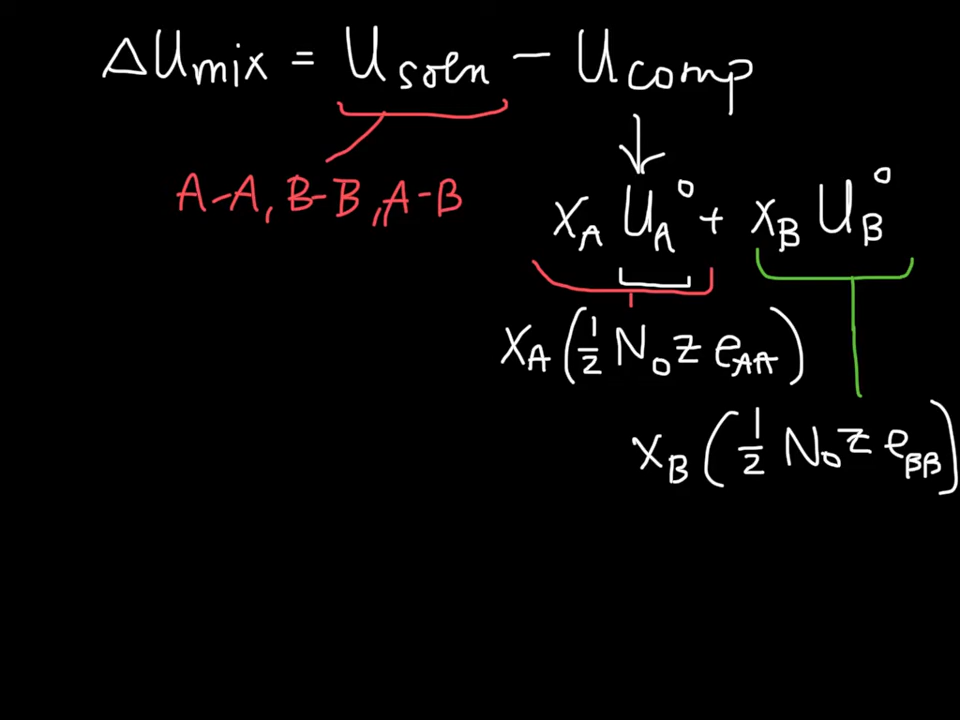 ΔUmix = Usoln − Ucomp
A-A, B-B, A-B
xA UA° + xB UB°
xA (1/2 N0 z eAA)
xB (1/2 N0 z eBB)